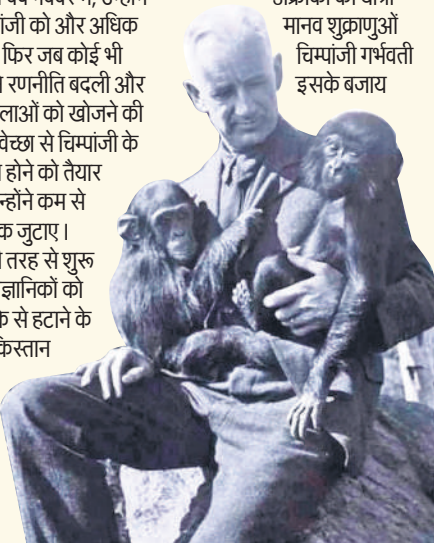 पांजी को और अधिक
फिर जब कोई भी
रणनीति बदली और
लाओं को खोजने की
वेच्छा से चिम्पांजी के
होने को तैयार
न्होंने कम से
क जुटाए।
तरह से शुरू
ज्ञानिकों को
के से हटाने के
किस्तान
मानव शुक्राणुओं
चिम्पांजी गर्भवती
इसके बजाय